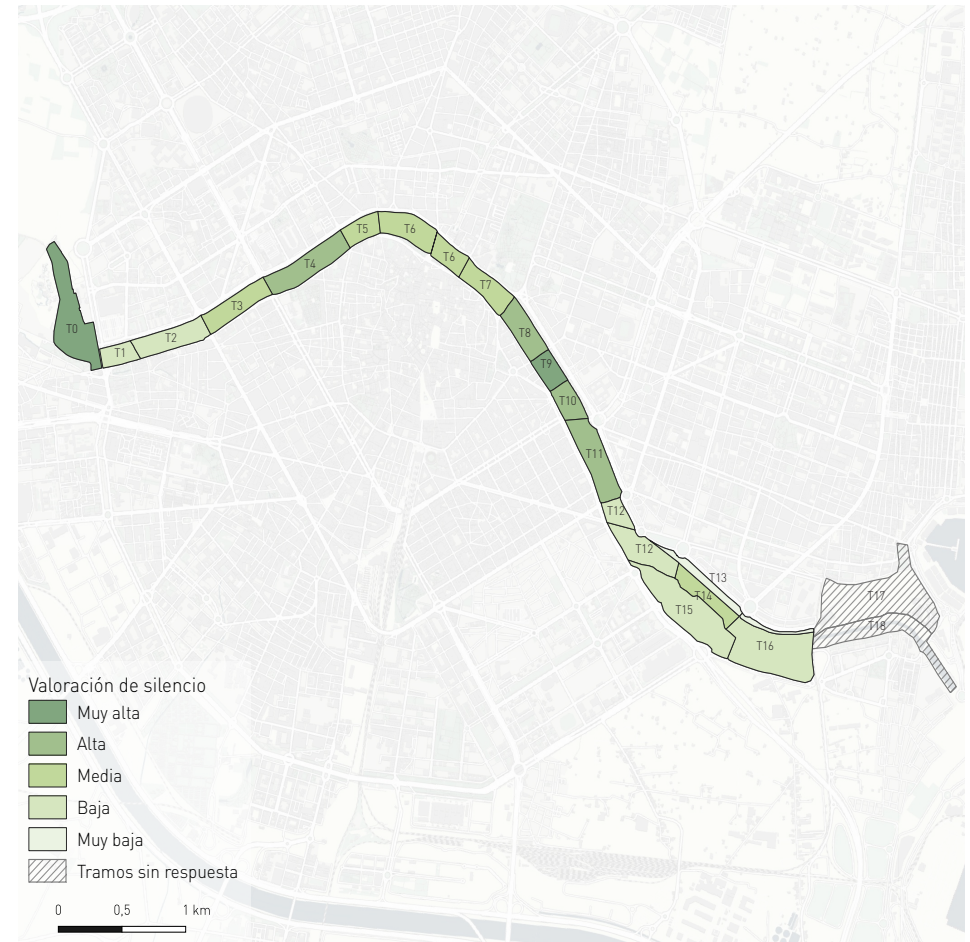 T0
T1
T2
T3
T4
T5
T6
T6
T7
T8
T9
T10
T11
T12
T12
T13
T14
T15
T16
T17
T18
Valoración de silencio
Muy alta
Alta
Media
Baja
Muy baja
Tramos sin respuesta
0 0,5 1 km